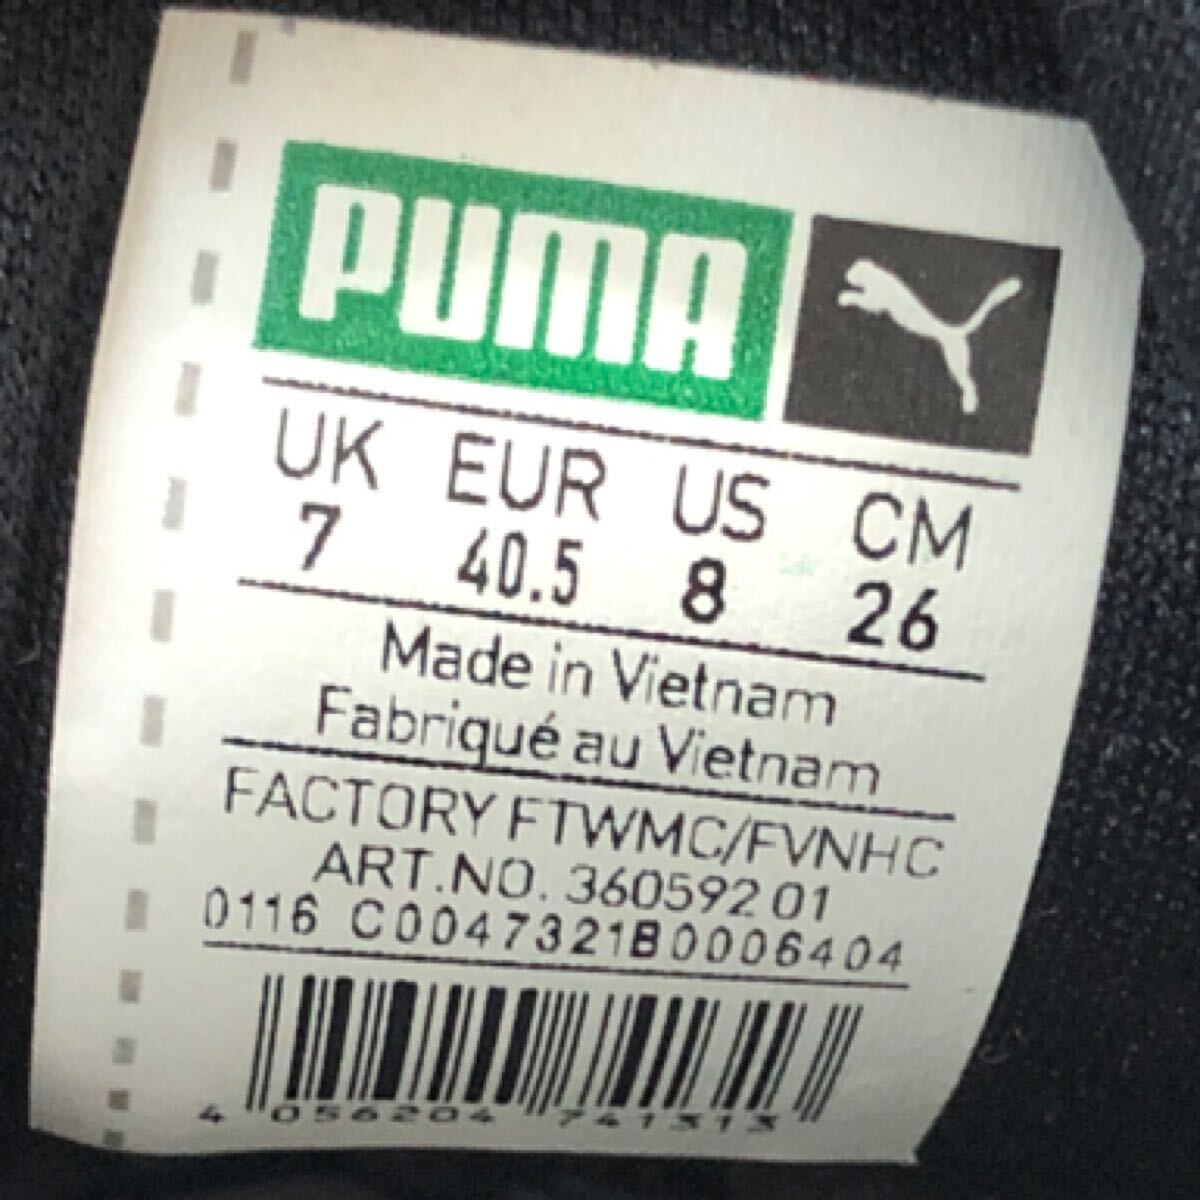 PUMA
UK EUR US CM
7 40.5 8 26
Made in Vietnam
Fabriqué au Vietnam
FACTORY FTWMC/FVNHC
ART.NO. 360592 01
0116 C0047321B0006404
4 056204 741313